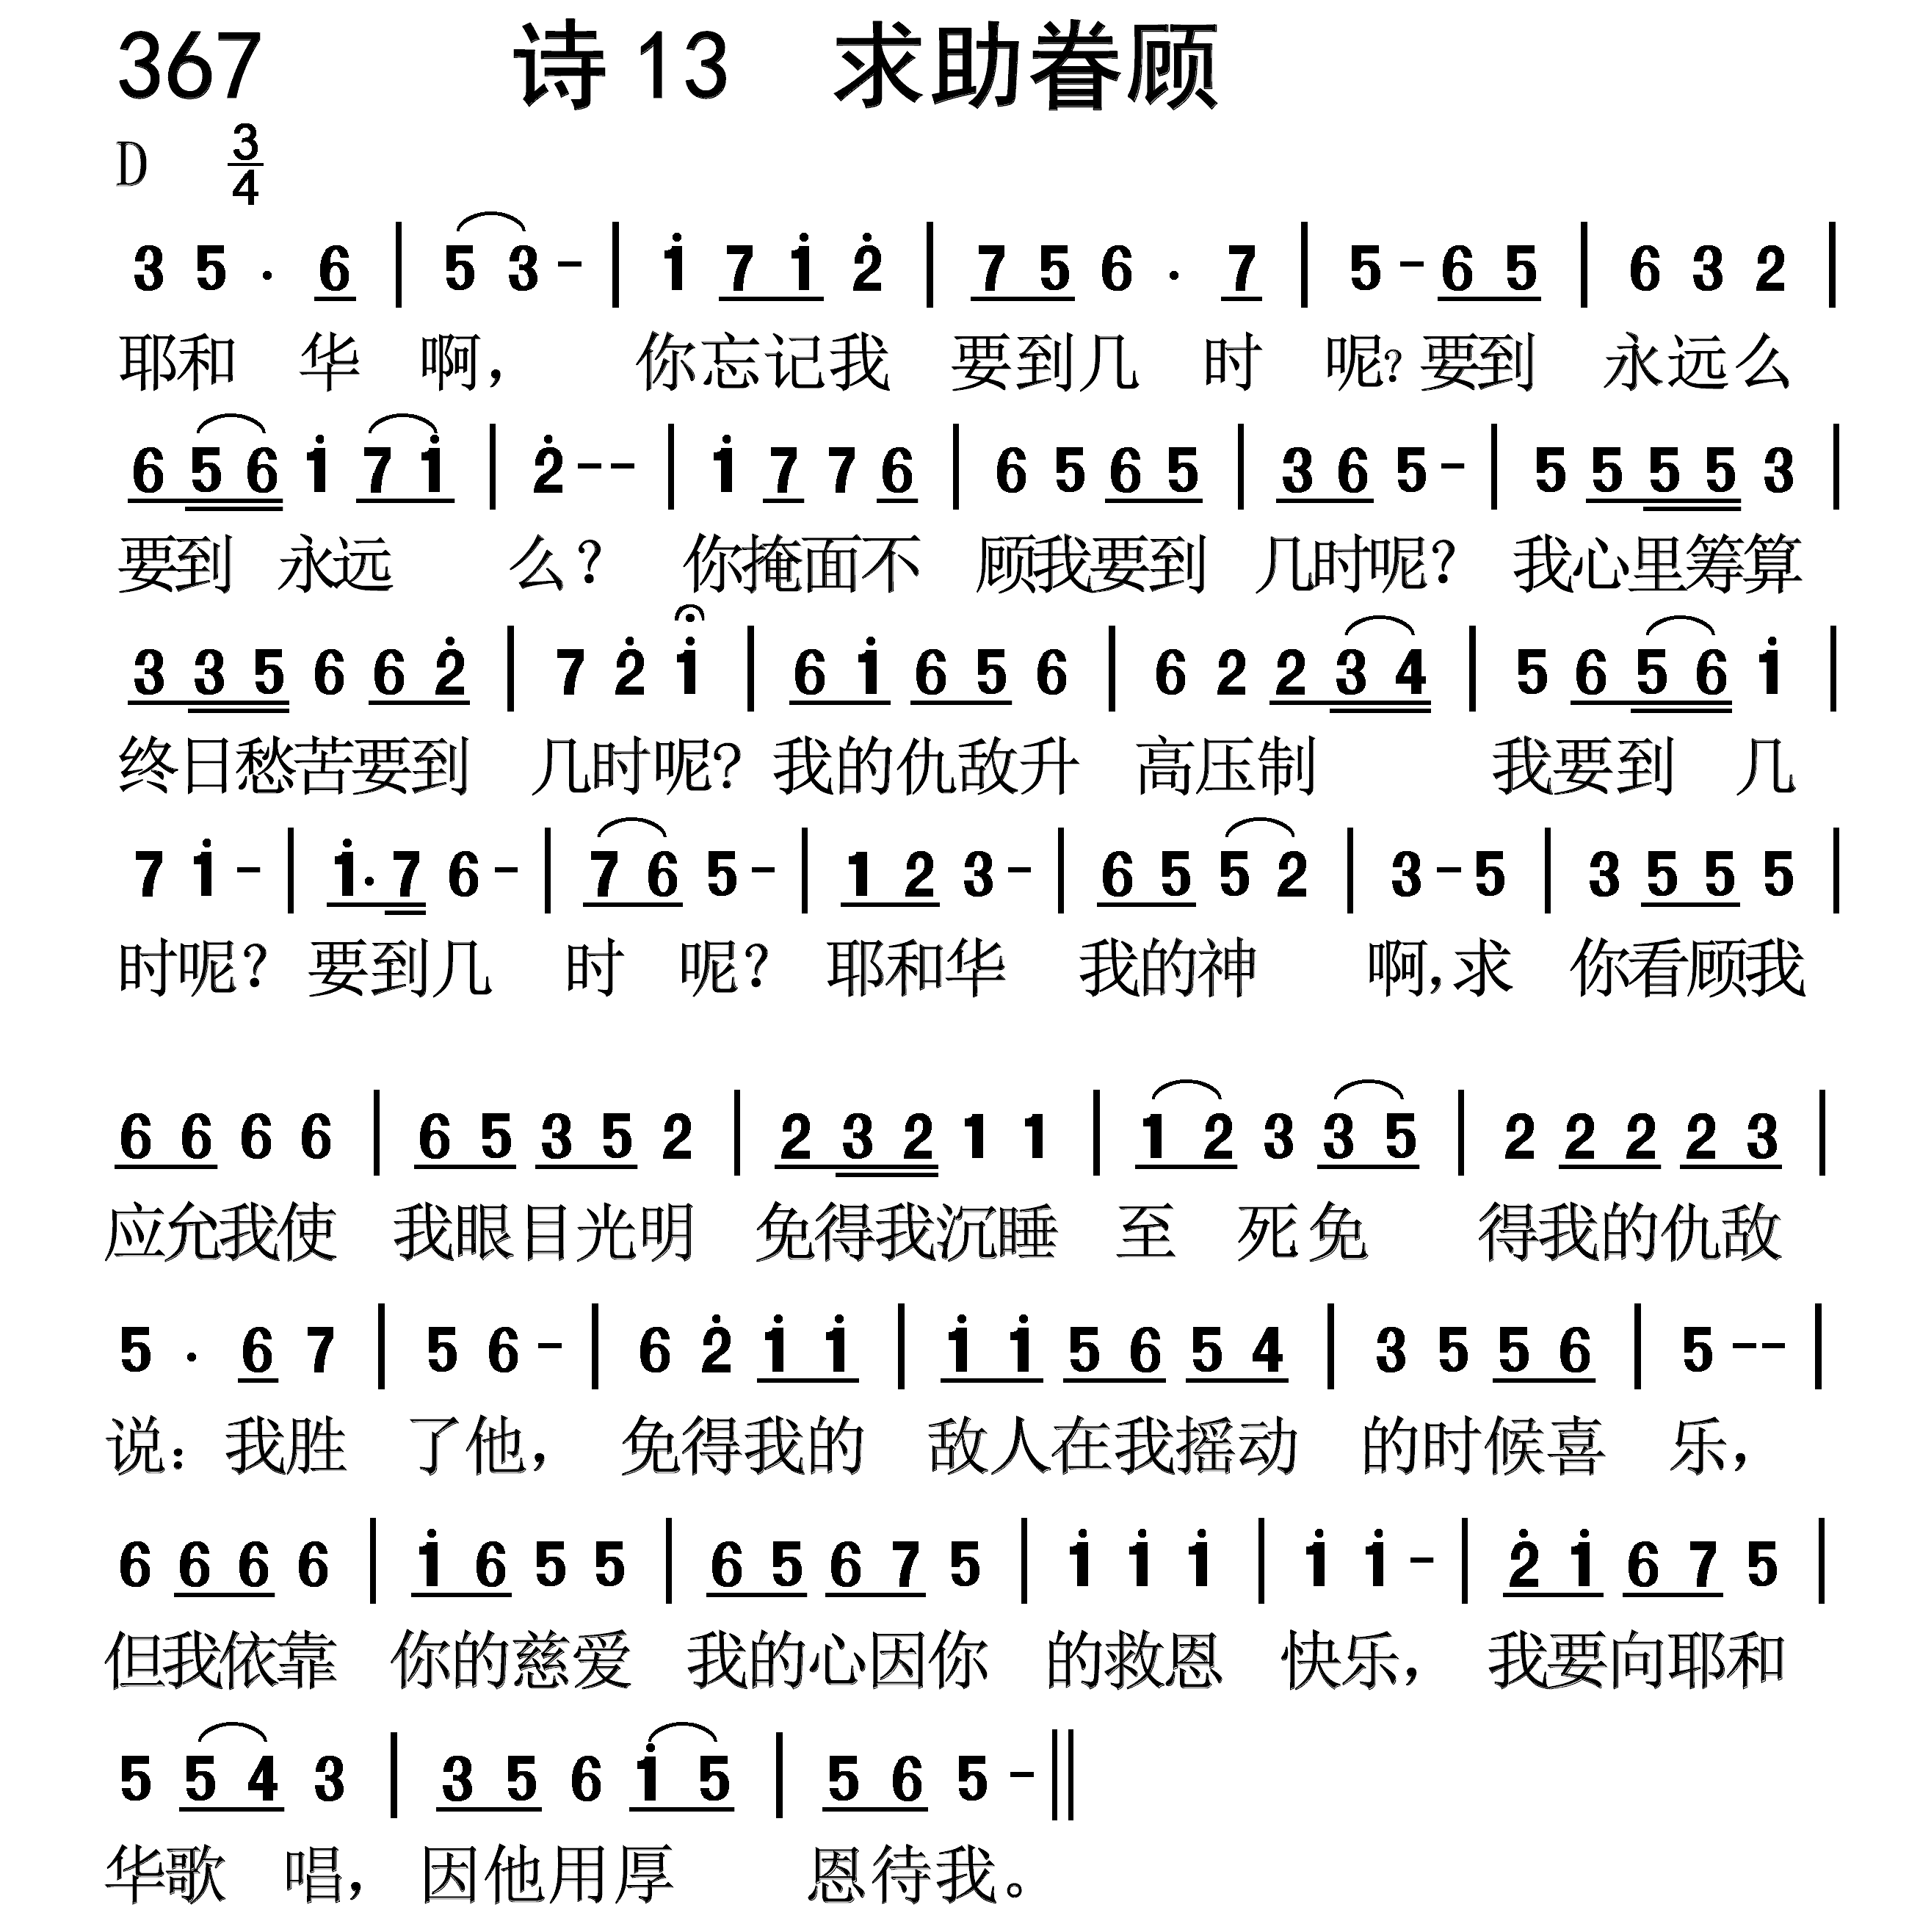 367 诗 13 求助眷顾
D 3/4
3 5 . 6 | 5 3 - | i 7 i 2̇ | 7 5 6 . 7 | 5 - 6 5 | 6 3 2 |
耶和 华 啊， 你忘记我 要到几 时 呢？要到 永远么
6 5 6 i 7 i | 2̇ - - | i 7 7 6 | 6 5 6 5 | 3 6 5 - | 5 5 5 5 3 |
要到 永远 么？ 你掩面不 顾我要到 几时呢？ 我心里筹算
3 3 5 6 6 2̇ | 7 2̇ i | 6 i 6 5 6 | 6 2 2 3 4 | 5 6 5 6 i |
终日愁苦要到 几时呢？我的仇敌升 高压制 我要到 几
7 i - | i . 7 6 - | 7 6 5 - | 1 2 3 - | 6 5 5 2 | 3 - 5 | 3 5 5 5 |
时呢？ 要到几 时 呢？ 耶和华 我的神 啊，求 你看顾我
6 6 6 6 | 6 5 3 5 2 | 2 3 2 1 1 | 1 2 3 3 5 | 2 2 2 2 3 |
应允我使 我眼目光明 免得我沉睡 至 死免 得我的仇敌
5 . 6 7 | 5 6 - | 6 2̇ i i | i i 5 6 5 4 | 3 5 5 6 | 5 - - |
说：我胜 了他， 免得我的 敌人在我摇动 的时候喜 乐，
6 6 6 6 | i 6 5 5 | 6 5 6 7 5 | i i i | i i - | 2̇ i 6 7 5 |
但我依靠 你的慈爱 我的心因你 的救恩 快乐， 我要向耶和
5 5 4 3 | 3 5 6 i 5 | 5 6 5 - ||
华歌 唱， 因他用厚 恩待我。